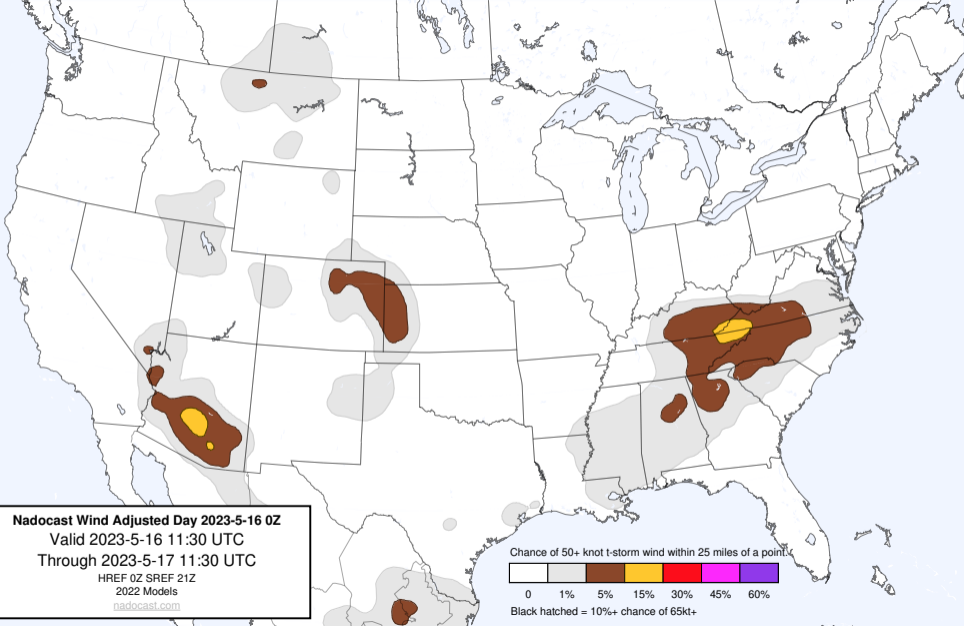 Nadocast Wind Adjusted Day 2023-5-16 0Z
Valid 2023-5-16 11:30 UTC
Through 2023-5-17 11:30 UTC
HREF 0Z SREF 21Z
2022 Models
nadocast.com
Chance of 50+ knot t-storm wind within 25 miles of a point.
0 1% 5% 15% 30% 45% 60%
Black hatched = 10%+ chance of 65kt+